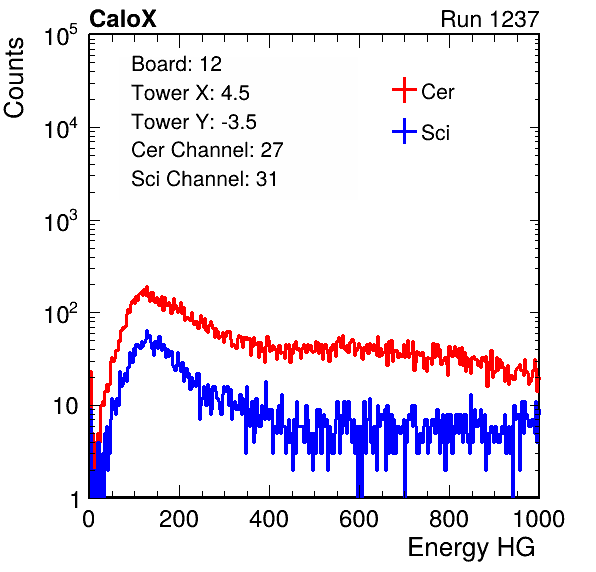 CaloX
Run 1237
Counts
10^5
10^4
10^3
10^2
10
1
Board: 12
Tower X: 4.5
Tower Y: -3.5
Cer Channel: 27
Sci Channel: 31
Cer
Sci
0 200 400 600 800 1000
Energy HG